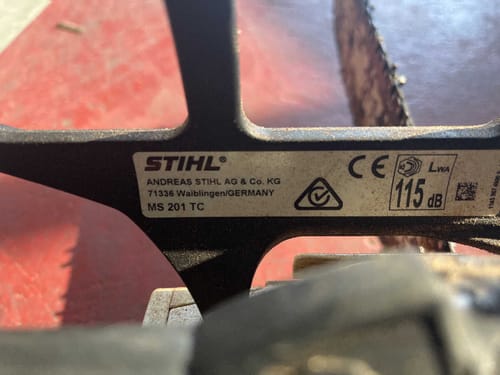 STIHL®
ANDREAS STIHL AG & Co. KG
71336 Waiblingen/GERMANY
MS 201 TC
CE
LWA
115 dB